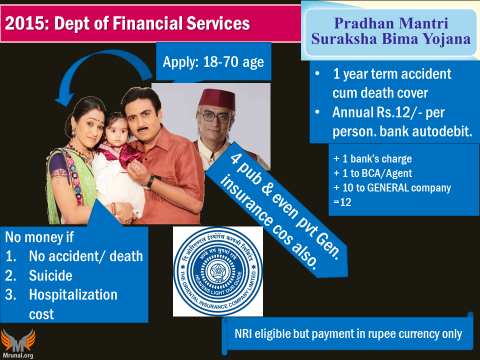 2015: Dept of Financial Services
Pradhan Mantri
Suraksha Bima Yojana
Apply: 18-70 age
• 1 year term accident
cum death cover
• Annual Rs.12/- per
person. bank autodebit.
+ 1 bank's charge
+ 1 to BCA/Agent
+ 10 to GENERAL company
=12
4 pub & even pvt Gen.
insurance cos also.
No money if
1. No accident/ death
2. Suicide
3. Hospitalization
cost
THE ORIENTAL INSURANCE COMPANY LIMITED
NRI eligible but payment in rupee currency only
Mrunal.org